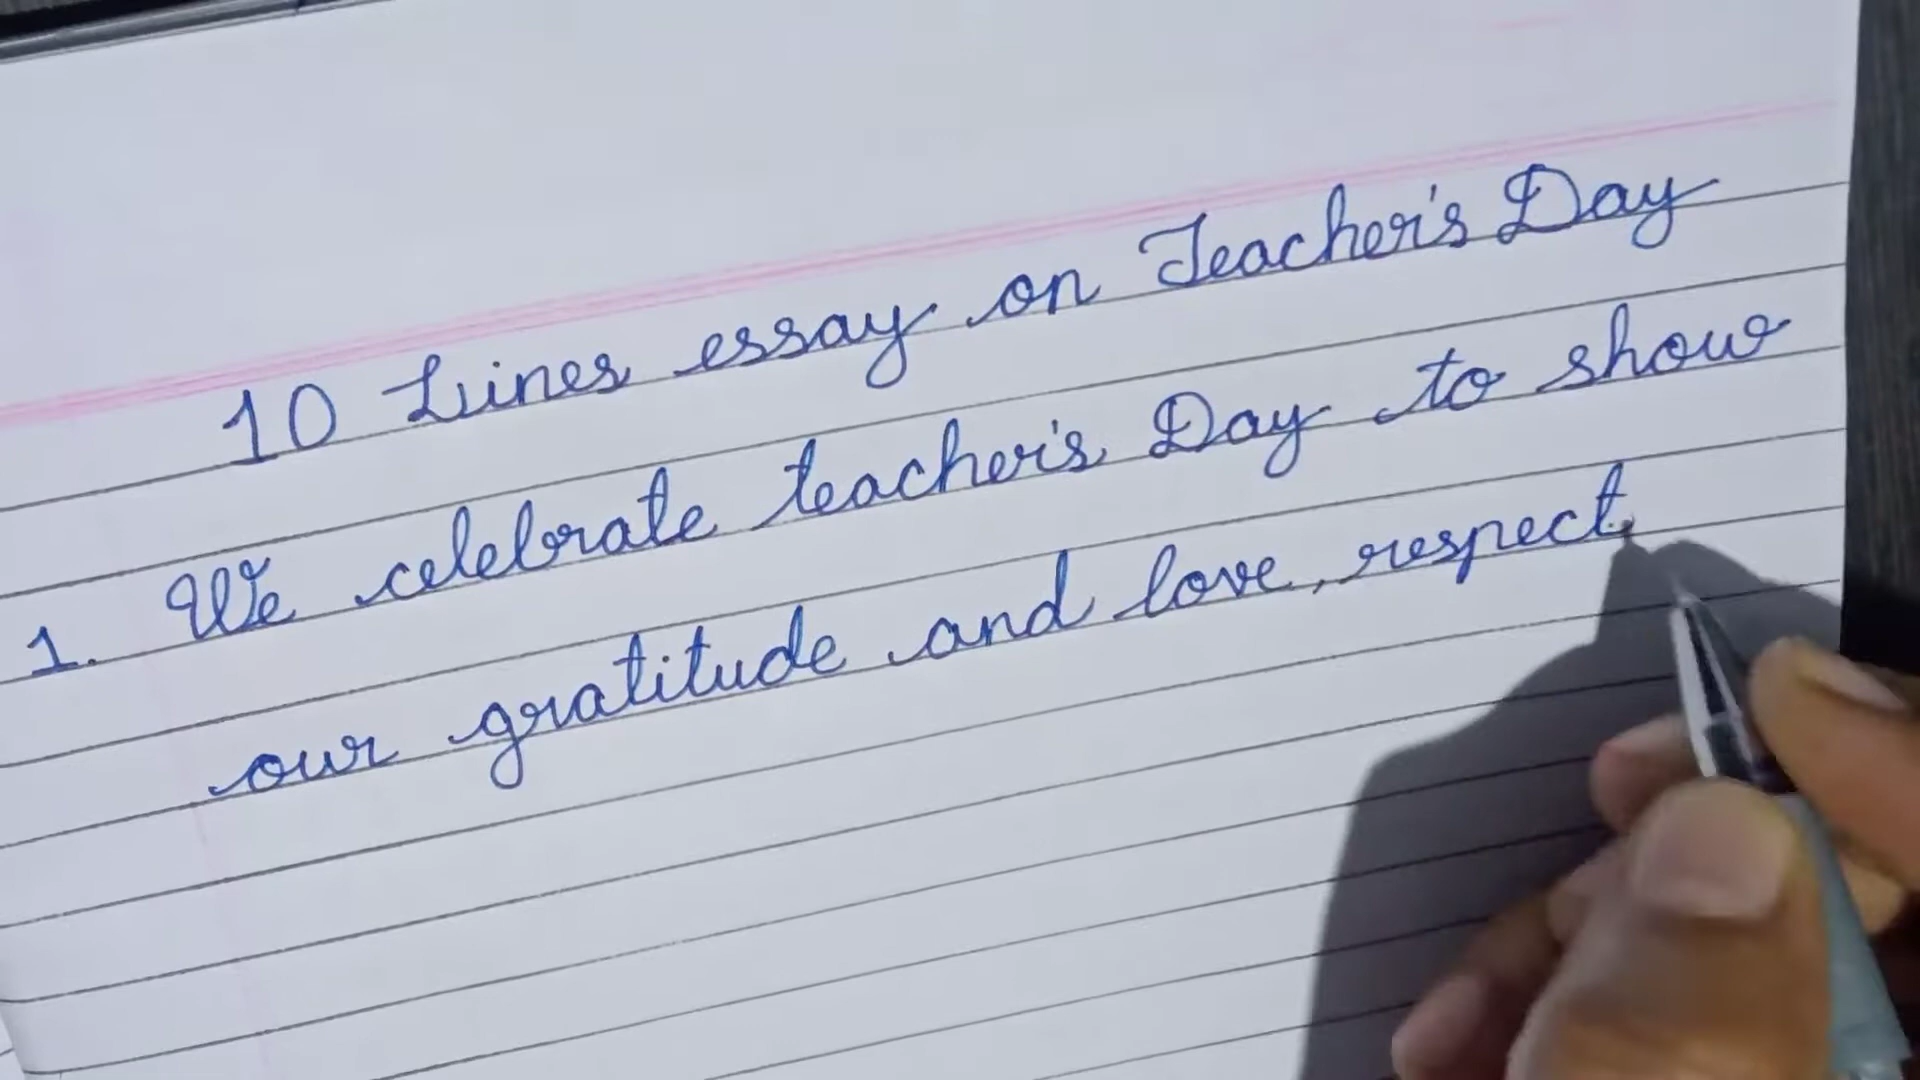 10 Lines essay on Teacher's Day
1. We celebrate teacher's Day to show
our gratitude and love, respect